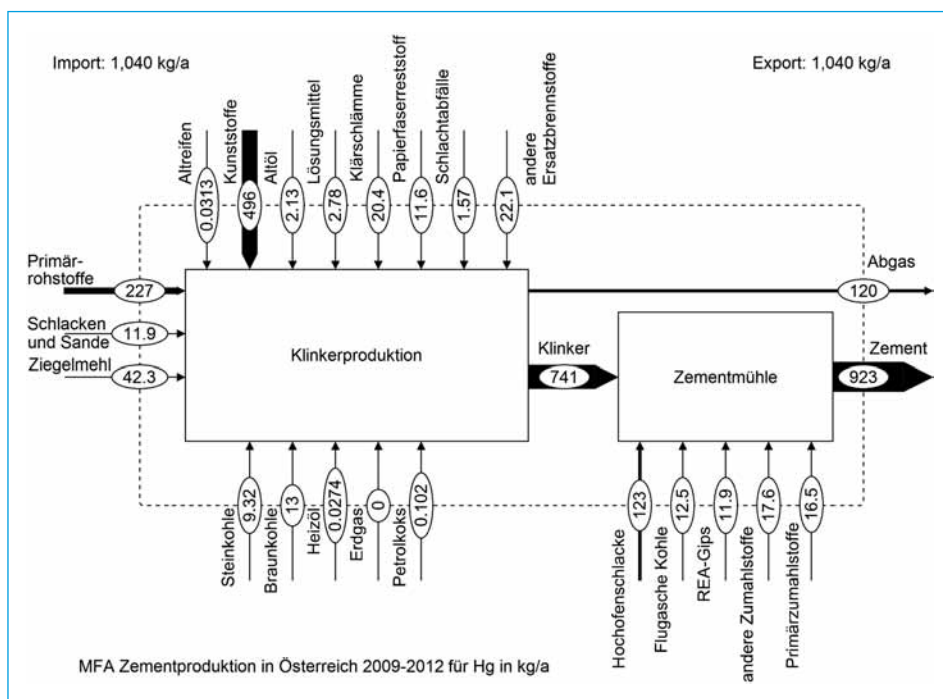 Import: 1,040 kg/a
Export: 1,040 kg/a
Altreifen
Kunststoffe
Altöl
Lösungsmittel
Klärschlämme
Papierfaserreststoff
Schlachtabfälle
andere
Ersatzbrennstoffe
0.0313
496
2.13
2.78
20.4
11.6
1.57
22.1
Primär-
rohstoffe
227
Schlacken
und Sande
11.9
Ziegelmehl
42.3
Klinkerproduktion
Klinker
741
Zementmühle
Abgas
120
Zement
923
9.32
13
0.0274
0
0.102
Steinkohle
Braunkohle
Heizöl
Erdgas
Petrolkoks
123
12.5
11.9
17.6
16.5
Hochofenschlacke
Flugasche Kohle
REA-Gips
andere Zumahlstoffe
Primärzumahlstoffe
MFA Zementproduktion in Österreich 2009-2012 für Hg in kg/a